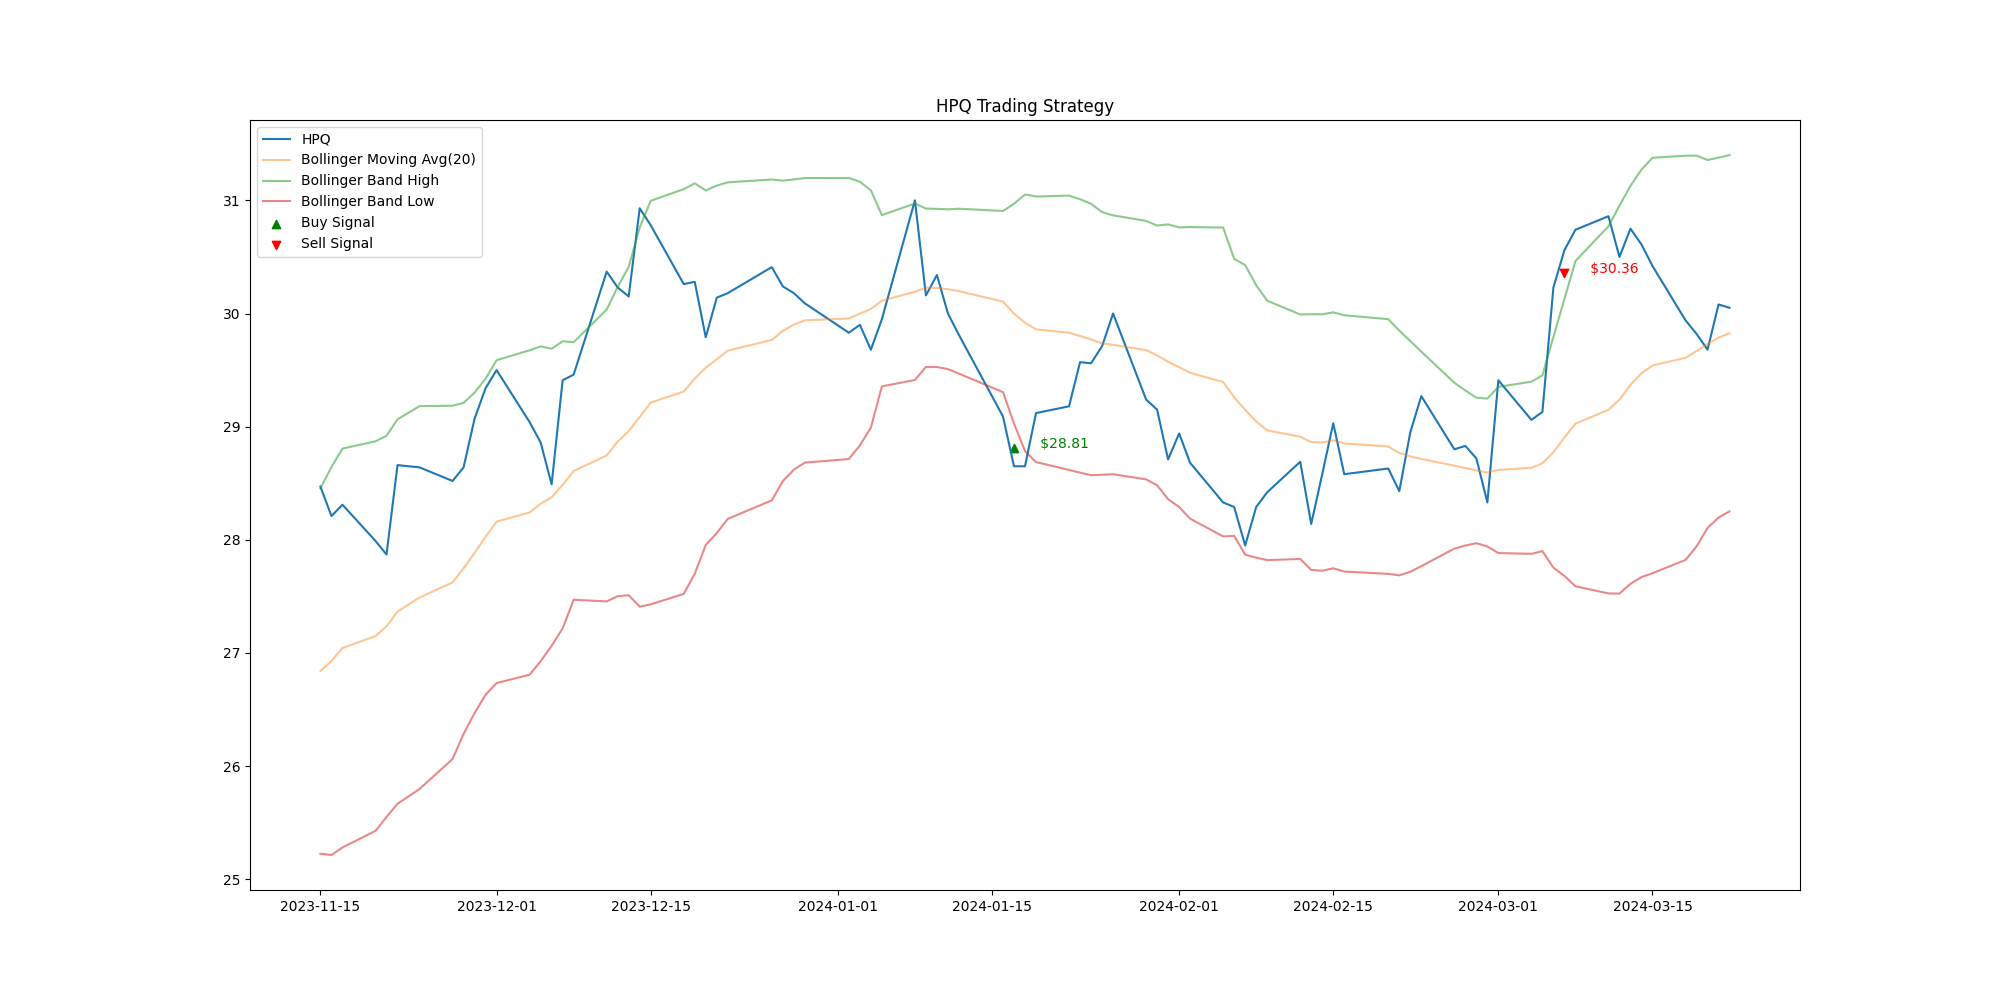 HPQ Trading Strategy
HPQ
Bollinger Moving Avg(20)
Bollinger Band High
Bollinger Band Low
Buy Signal
Sell Signal
31
30
29
28
27
26
25
$30.36
$28.81
2023-11-15
2023-12-01
2023-12-15
2024-01-01
2024-01-15
2024-02-01
2024-02-15
2024-03-01
2024-03-15